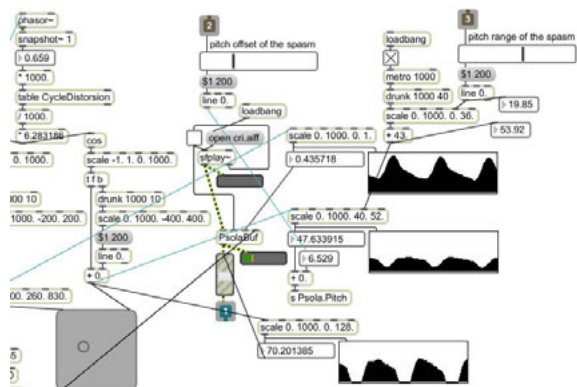 phasor~
snapshot~ 1
0.659
* 1000.
table CycleDistorsion
/ 1000.
* 6.283186
0. 1000.
cos
scale -1. 1. 0. 1000.
t f b
000 10
drunk 1000 10
1000. -200. 200.
scale 0. 1000. -400. 400.
$1 200
line 0.
+ 0.
00. 260. 830.
2
pitch offset of the spasm
$1 200
line 0.
loadbang
open cri.aiff
sfplay~
PsolaBuf
scale 0. 1000. 0. 1.
0.435718
scale 0. 1000. 40. 52.
47.633915
6.529
+ 0.
s Psola.Pitch
scale 0. 1000. 0. 128.
70.201385
loadbang
metro 1000
drunk 1000 40
scale 0. 1000. 0. 36.
+ 43.
3
pitch range of the spasm
$1 200
line 0.
19.85
53.92